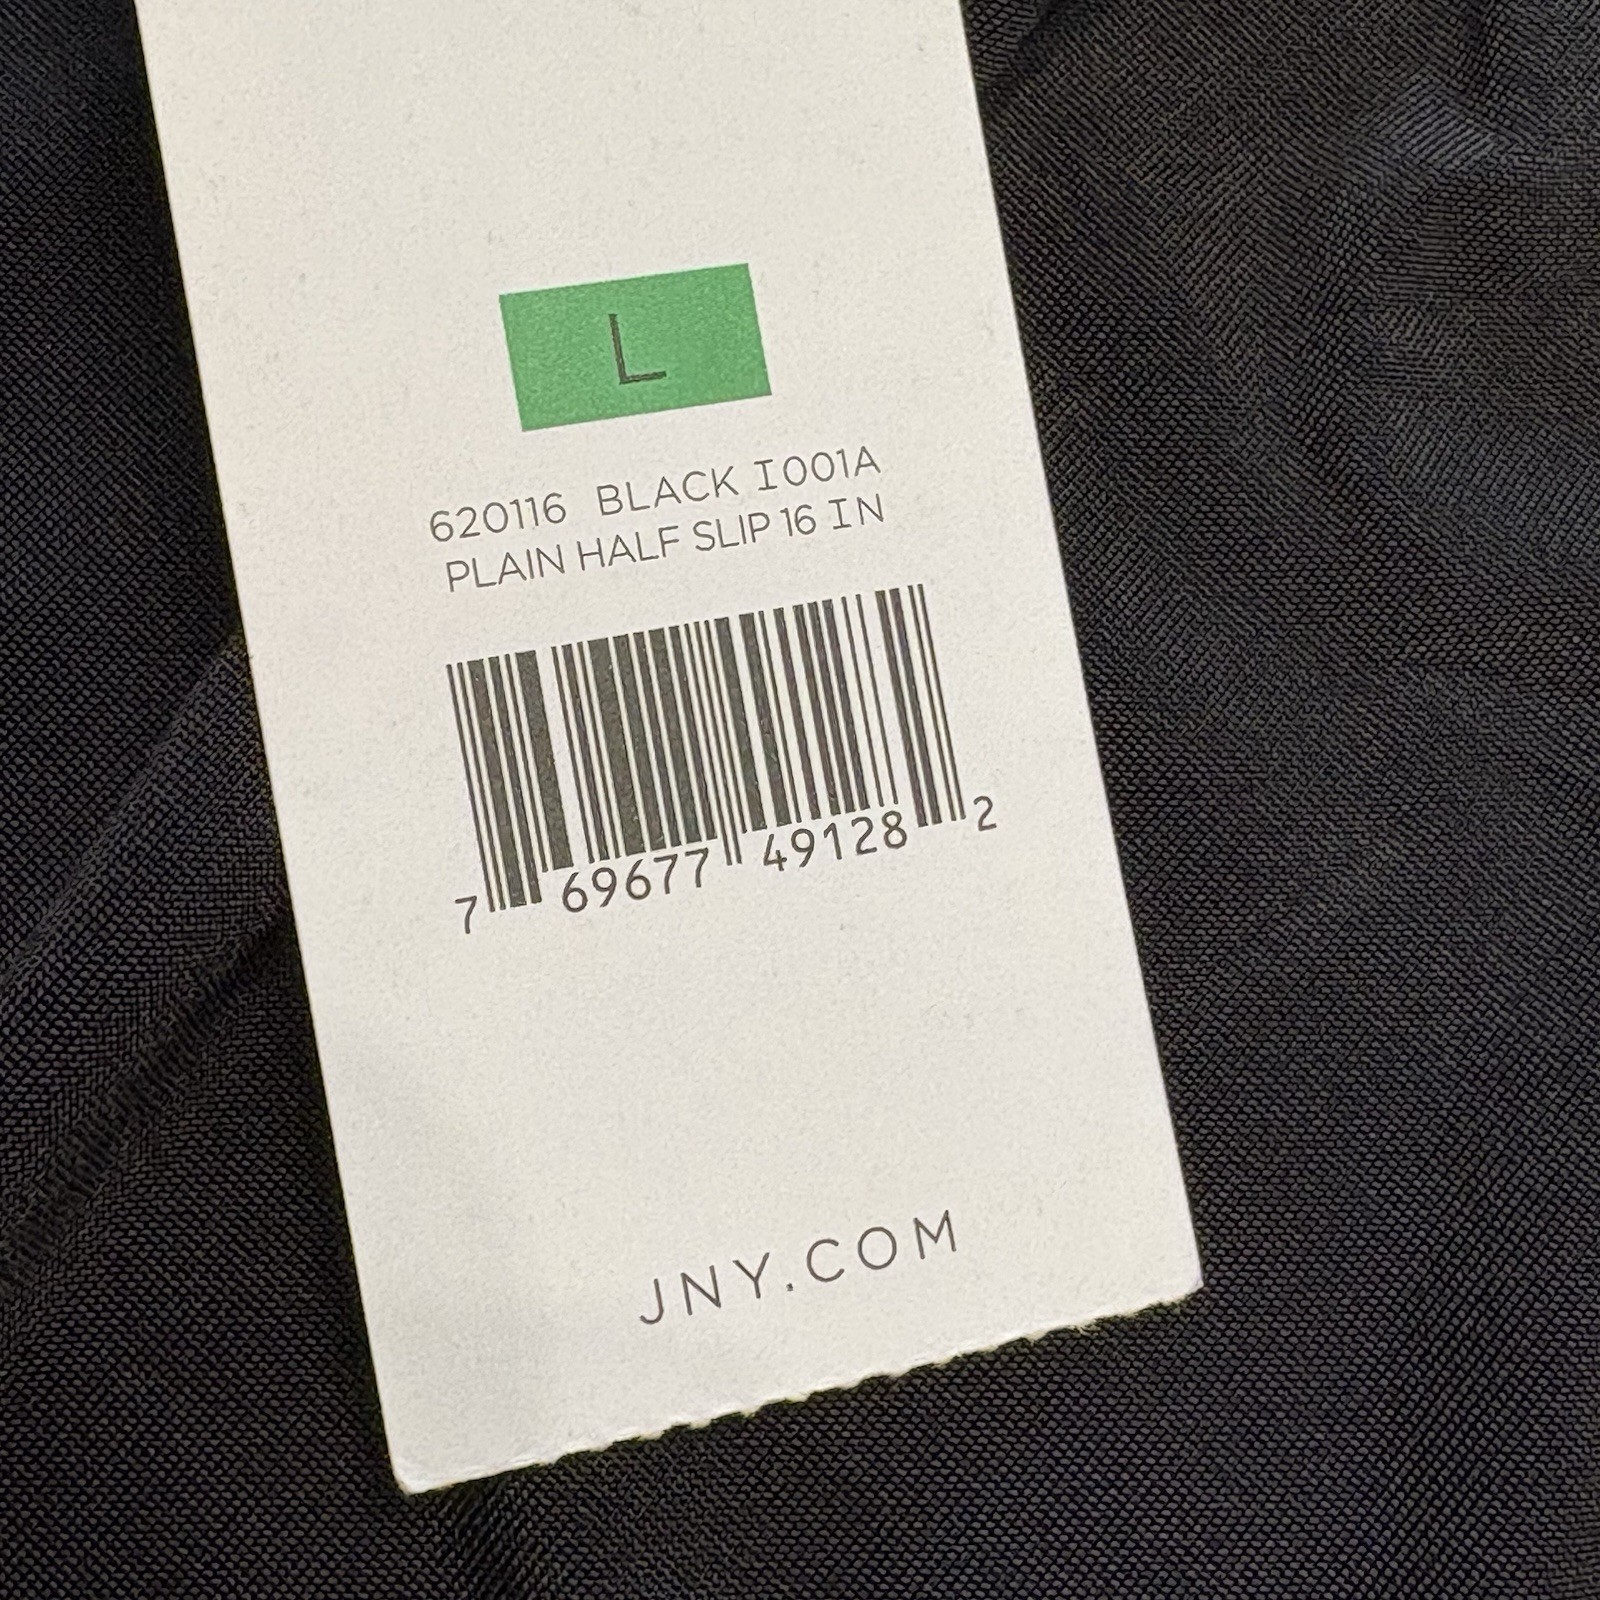 L
620116 BLACK I001A
PLAIN HALF SLIP 16 IN
7 69677 49128 2
JNY.COM